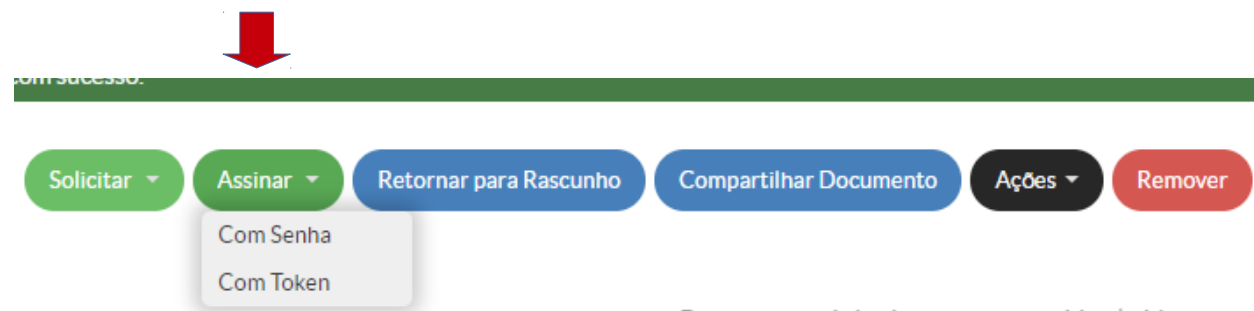 com sucesso.
Solicitar Assinar Retornar para Rascunho Compartilhar Documento Ações Remover
Com Senha
Com Token